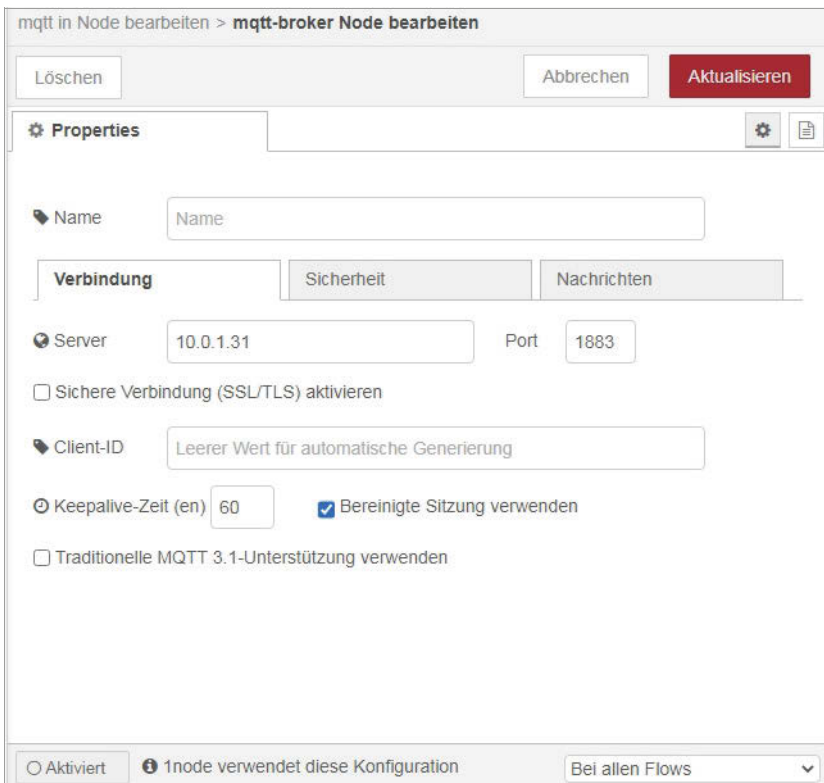 mqtt in Node bearbeiten > mqtt-broker Node bearbeiten
Löschen Abbrechen Aktualisieren
Properties
Name Name
Verbindung Sicherheit Nachrichten
Server 10.0.1.31 Port 1883
Sichere Verbindung (SSL/TLS) aktivieren
Client-ID Leerer Wert für automatische Generierung
Keepalive-Zeit (en) 60 Bereinigte Sitzung verwenden
Traditionelle MQTT 3.1-Unterstützung verwenden
Aktiviert 1node verwendet diese Konfiguration Bei allen Flows